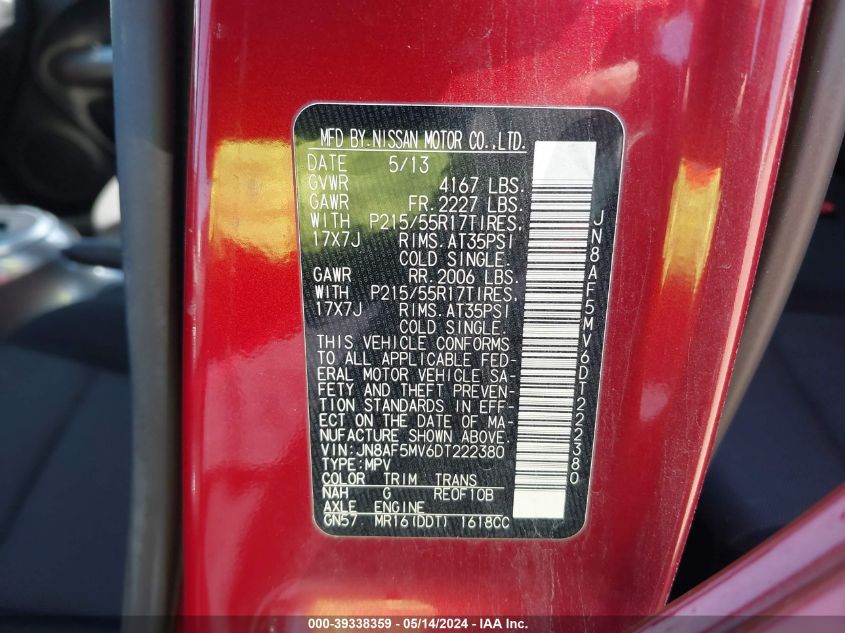 MFD BY.NISSAN MOTOR CO.,LTD.
DATE 5/13
GVWR 4167 LBS.
GAWR FR.2227 LBS.
WITH P215/55R17TIRES,
17X7J RIMS.AT35PSI
COLD SINGLE.
GAWR RR.2006 LBS.
WITH P215/55R17TIRES,
17X7J RIMS.AT35PSI
COLD SINGLE.
THIS VEHICLE CONFORMS
TO ALL APPLICABLE FED-
ERAL MOTOR VEHICLE SA-
FETY AND THEFT PREVEN-
TION STANDARDS IN EFF-
ECT ON THE DATE OF MA-
NUFACTURE SHOWN ABOVE.
VIN:JN8AF5MV6DT222380
TYPE:MPV
COLOR TRIM TRANS
NAH G RE0F10B
AXLE ENGINE
GN57 MR16(DDT) 1618CC
JN8AF5MV6DT222380
000-39338359 - 05/14/2024 - IAA Inc.